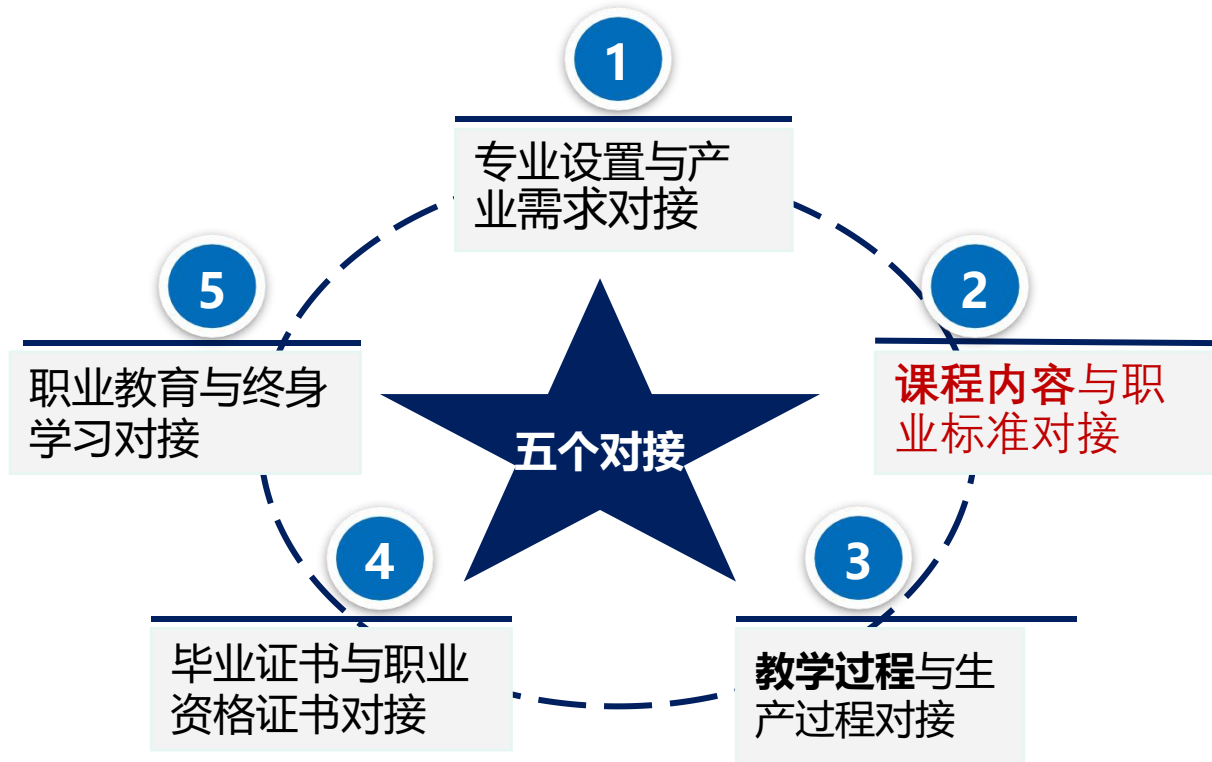 1
专业设置与产
业需求对接
2
课程内容与职
业标准对接
3
教学过程与生
产过程对接
4
毕业证书与职业
资格证书对接
5
职业教育与终身
学习对接
五个对接